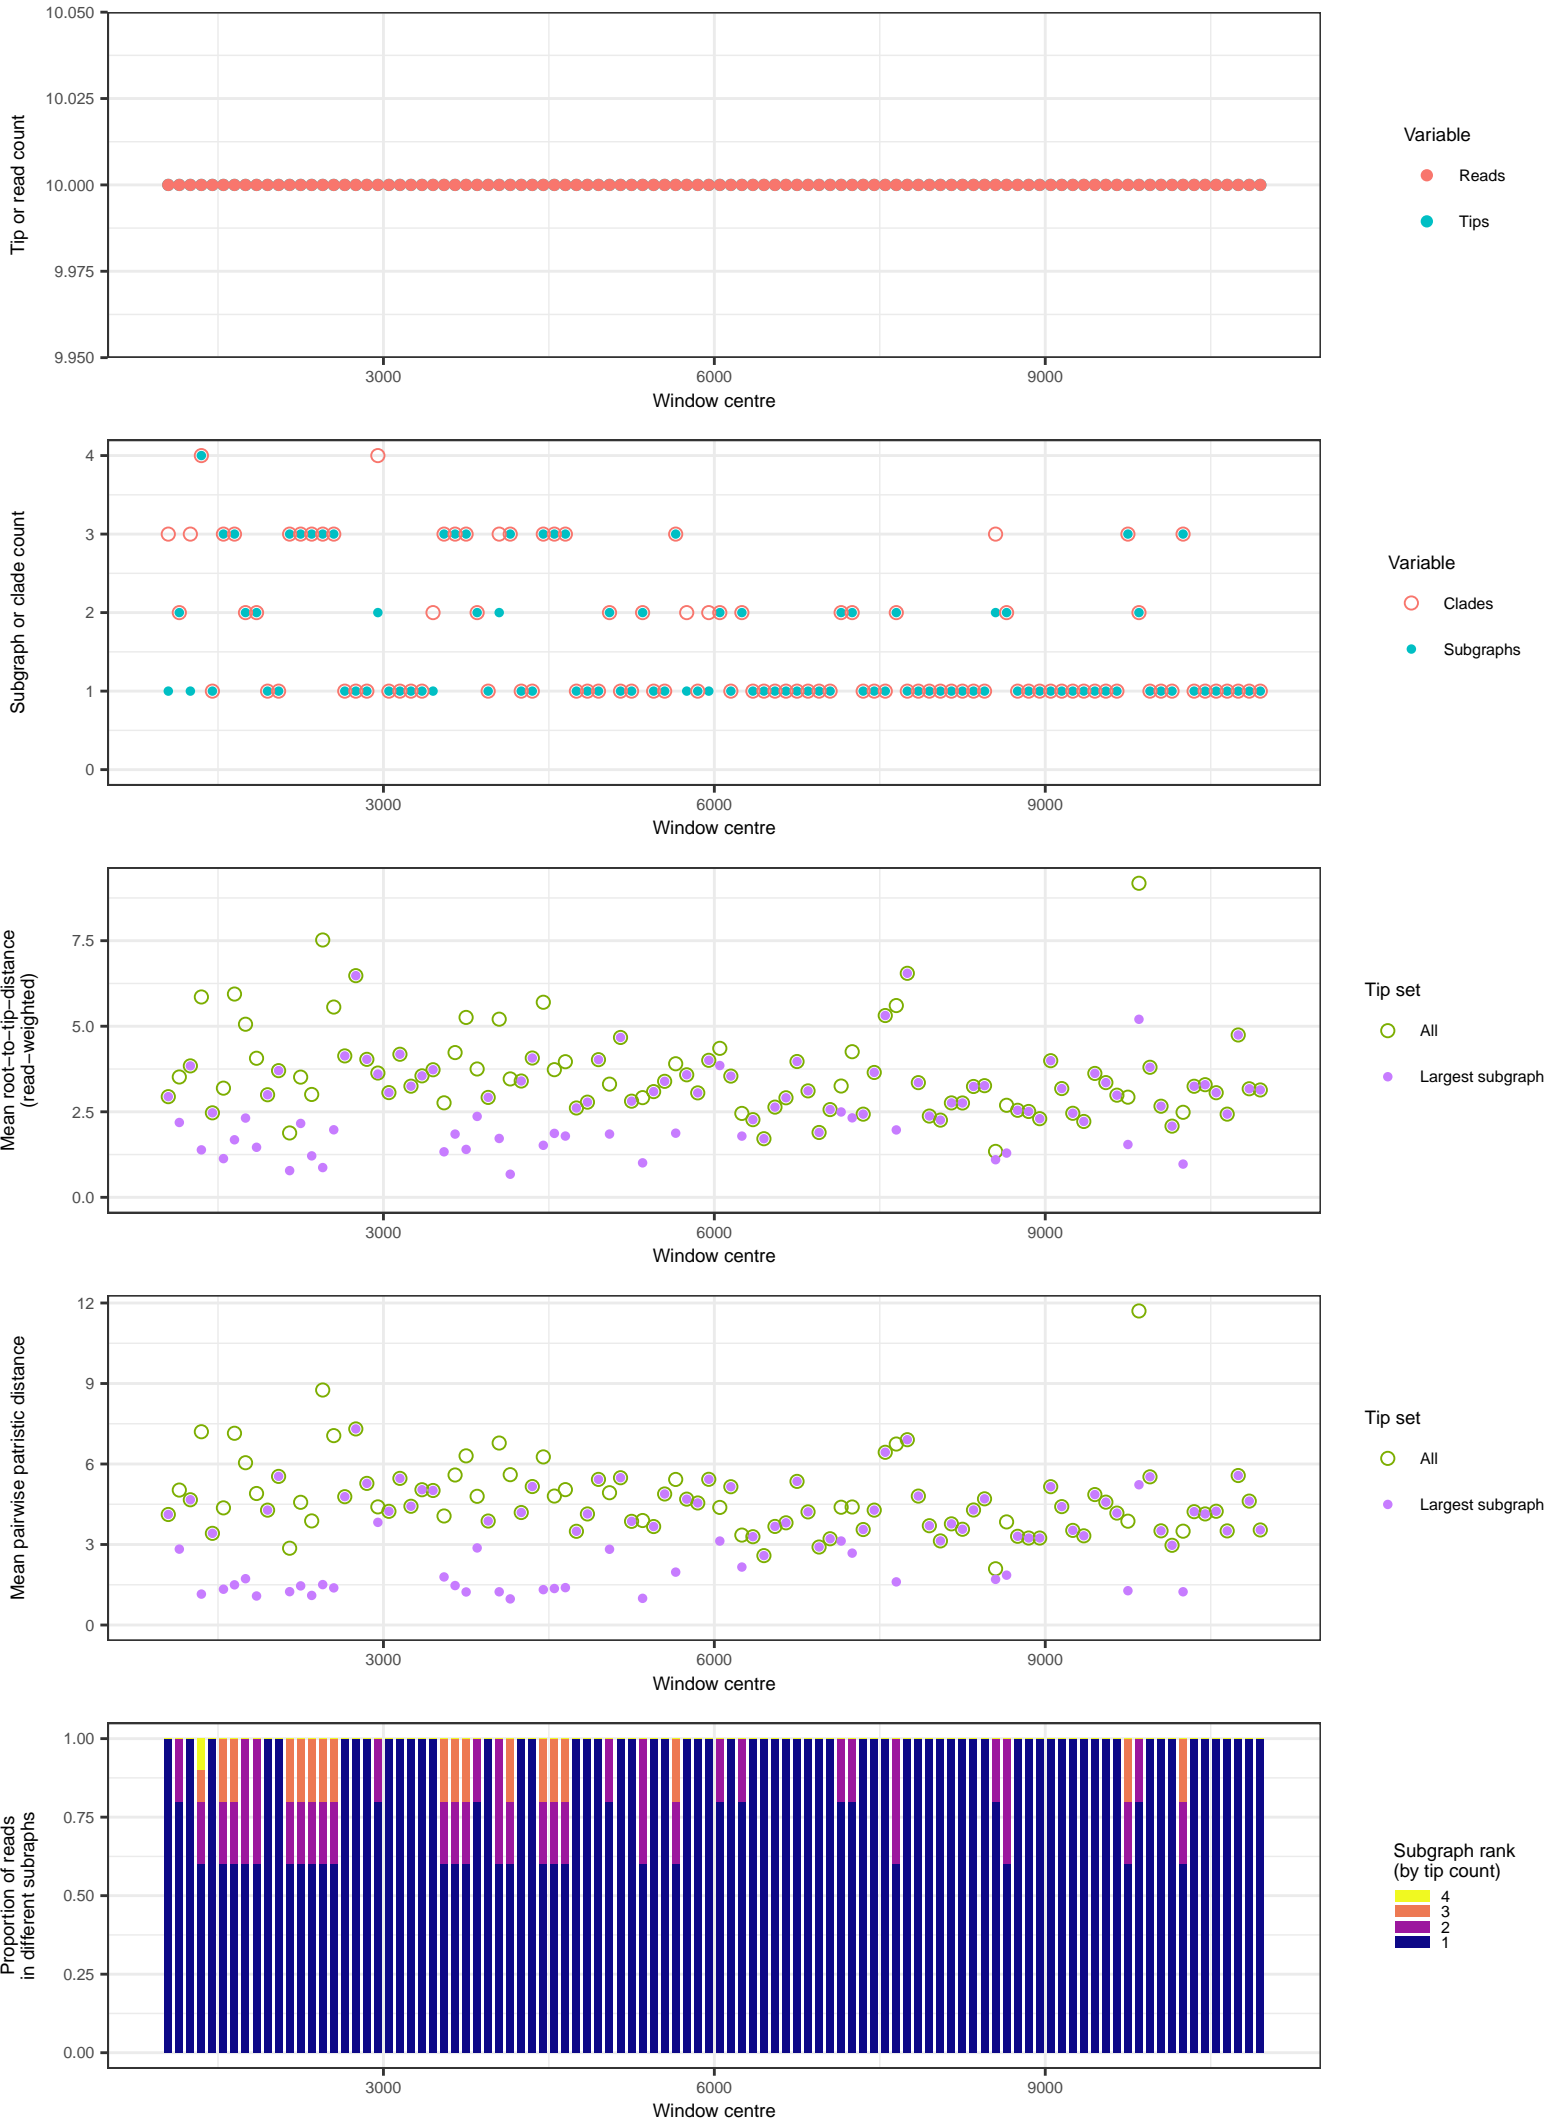 10.050
10.025
10.000
9.975
9.950
Tip or read count
3000
6000
9000
Window centre
Variable
Reads
Tips
4
3
2
1
0
Subgraph or clade count
3000
6000
9000
Window centre
Variable
Clades
Subgraphs
7.5
5.0
2.5
0.0
Mean root−to−tip−distance
(read−weighted)
3000
6000
9000
Window centre
Tip set
All
Largest subgraph
12
9
6
3
0
Mean pairwise patristic distance
3000
6000
9000
Window centre
Tip set
All
Largest subgraph
1.00
0.75
0.50
0.25
0.00
Proportion of reads
in different subraphs
3000
6000
9000
Window centre
Subgraph rank
(by tip count)
4
3
2
1